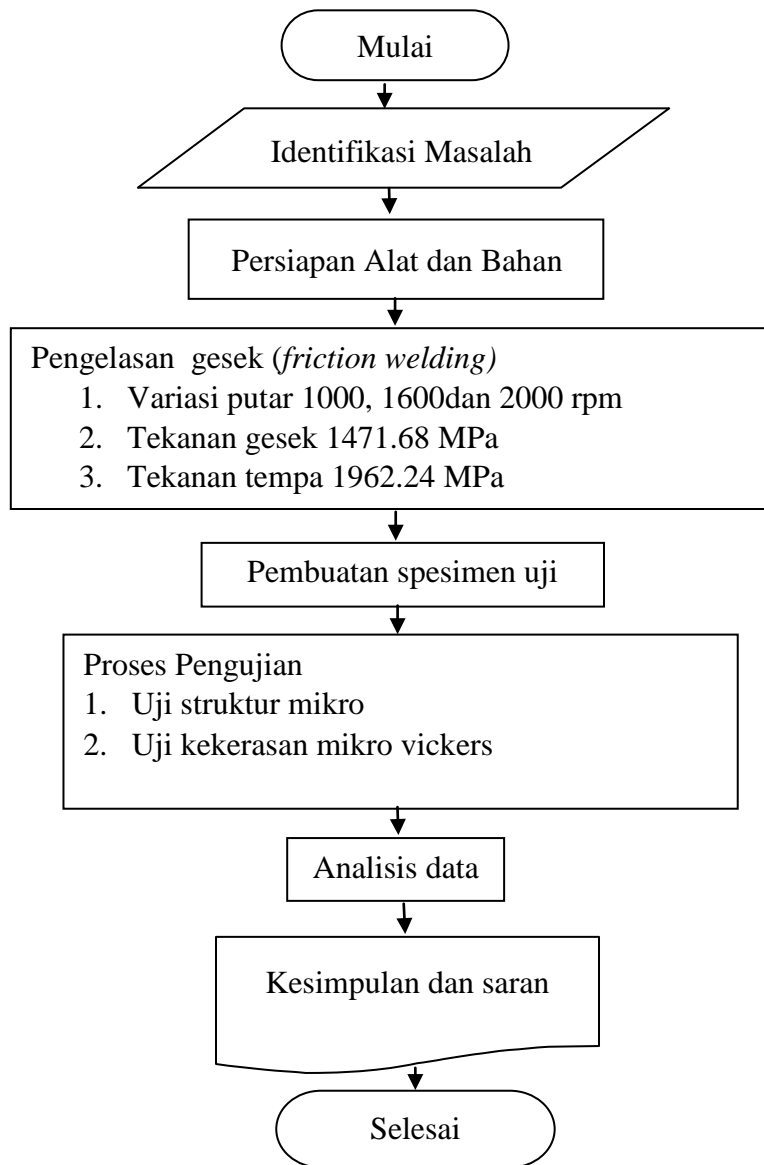 Mulai
Identifikasi Masalah
Persiapan Alat dan Bahan
Pengelasan gesek (friction welding)
1. Variasi putar 1000, 1600dan 2000 rpm
2. Tekanan gesek 1471.68 MPa
3. Tekanan tempa 1962.24 MPa
Pembuatan spesimen uji
Proses Pengujian
1. Uji struktur mikro
2. Uji kekerasan mikro vickers
Analisis data
Kesimpulan dan saran
Selesai